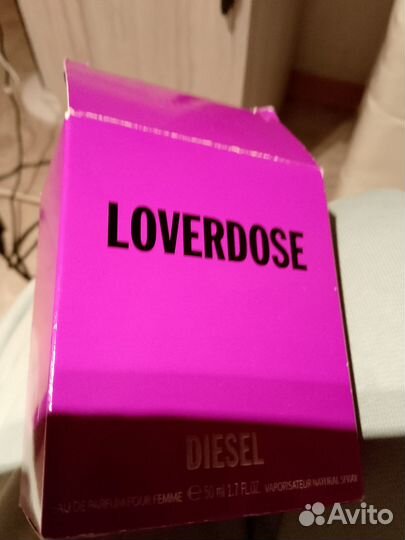 LOVERDOSE
DIESEL
EAU DE PARFUM POUR FEMME ℮ 50 ml 1.7 FL.OZ. VAPORISATEUR NATURAL SPRAY
Avito